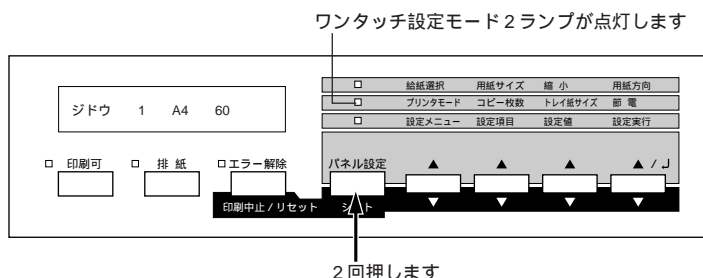 ワンタッチ設定モード２ランプが点灯します
給紙選択 用紙サイズ 縮 小 用紙方向
プリンタモード コピー枚数 トレイ紙サイズ 節 電
設定メニュー 設定項目 設定値 設定実行
ジドウ 1 A4 60
印刷可 排 紙 エラー解除 パネル設定 ▲ ▲ ▲ ▲ / ↵
印刷中止 / リセット シフト ▼ ▼ ▼ ▼
２回押します